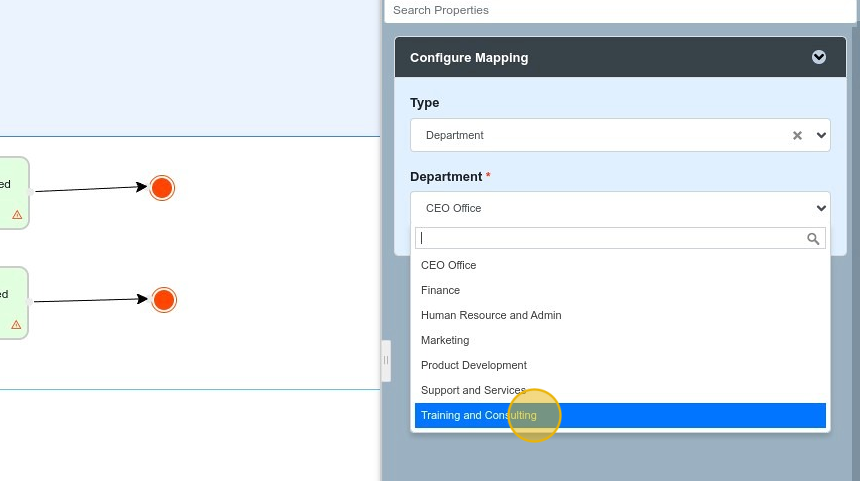 Search Properties
Configure Mapping
Type
Department
Department *
CEO Office
CEO Office
Finance
Human Resource and Admin
Marketing
Product Development
Support and Services
Training and Consulting
ed
ed